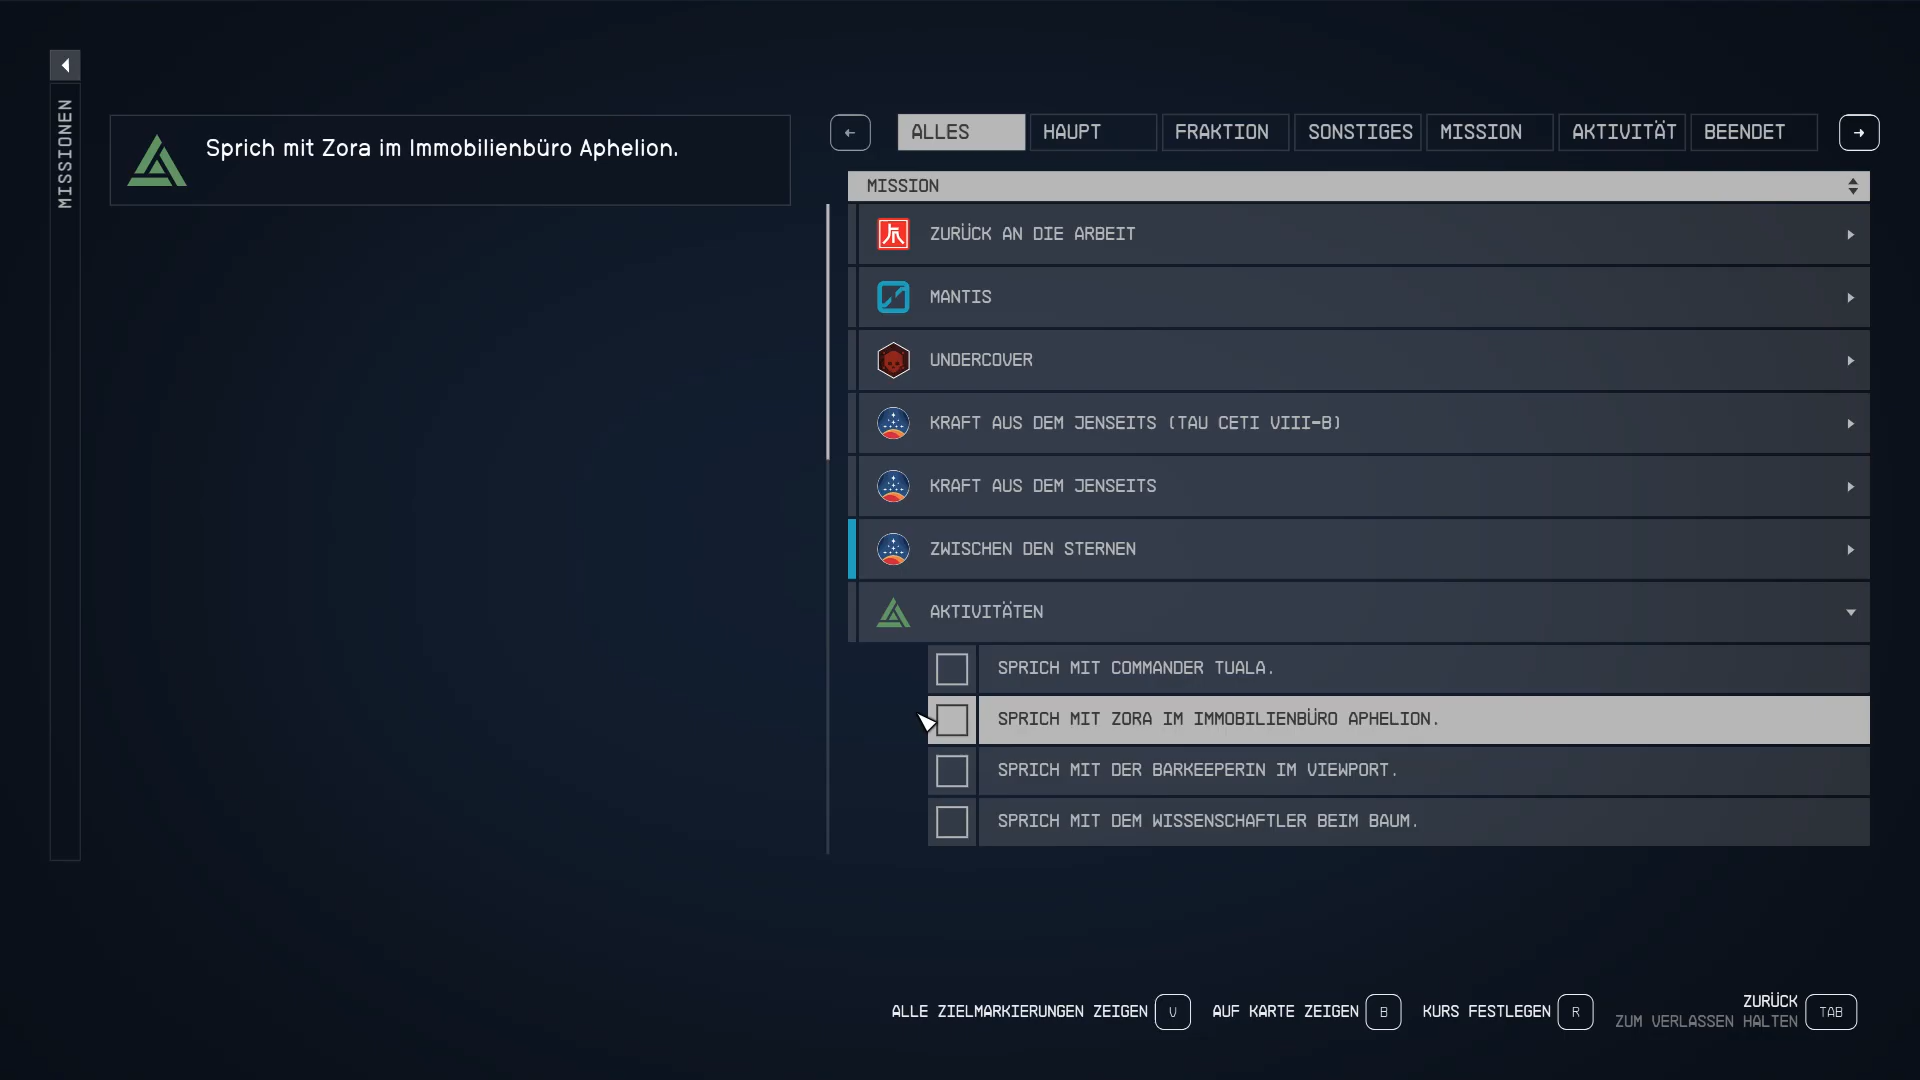 MISSIONEN
Sprich mit Zora im Immobilienbüro Aphelion.
ALLES HAUPT FRAKTION SONSTIGES MISSION AKTIVITÄT BEENDET
MISSION
ZURÜCK AN DIE ARBEIT
MANTIS
UNDERCOVER
KRAFT AUS DEM JENSEITS (TAU CETI VIII-B)
KRAFT AUS DEM JENSEITS
ZWISCHEN DEN STERNEN
AKTIVITÄTEN
SPRICH MIT COMMANDER TUALA.
SPRICH MIT ZORA IM IMMOBILIENBÜRO APHELION.
SPRICH MIT DER BARKEEPERIN IM VIEWPORT.
SPRICH MIT DEM WISSENSCHAFTLER BEIM BAUM.
ALLE ZIELMARKIERUNGEN ZEIGEN V AUF KARTE ZEIGEN B KURS FESTLEGEN R ZURÜCK
ZUM VERLASSEN HALTEN TAB